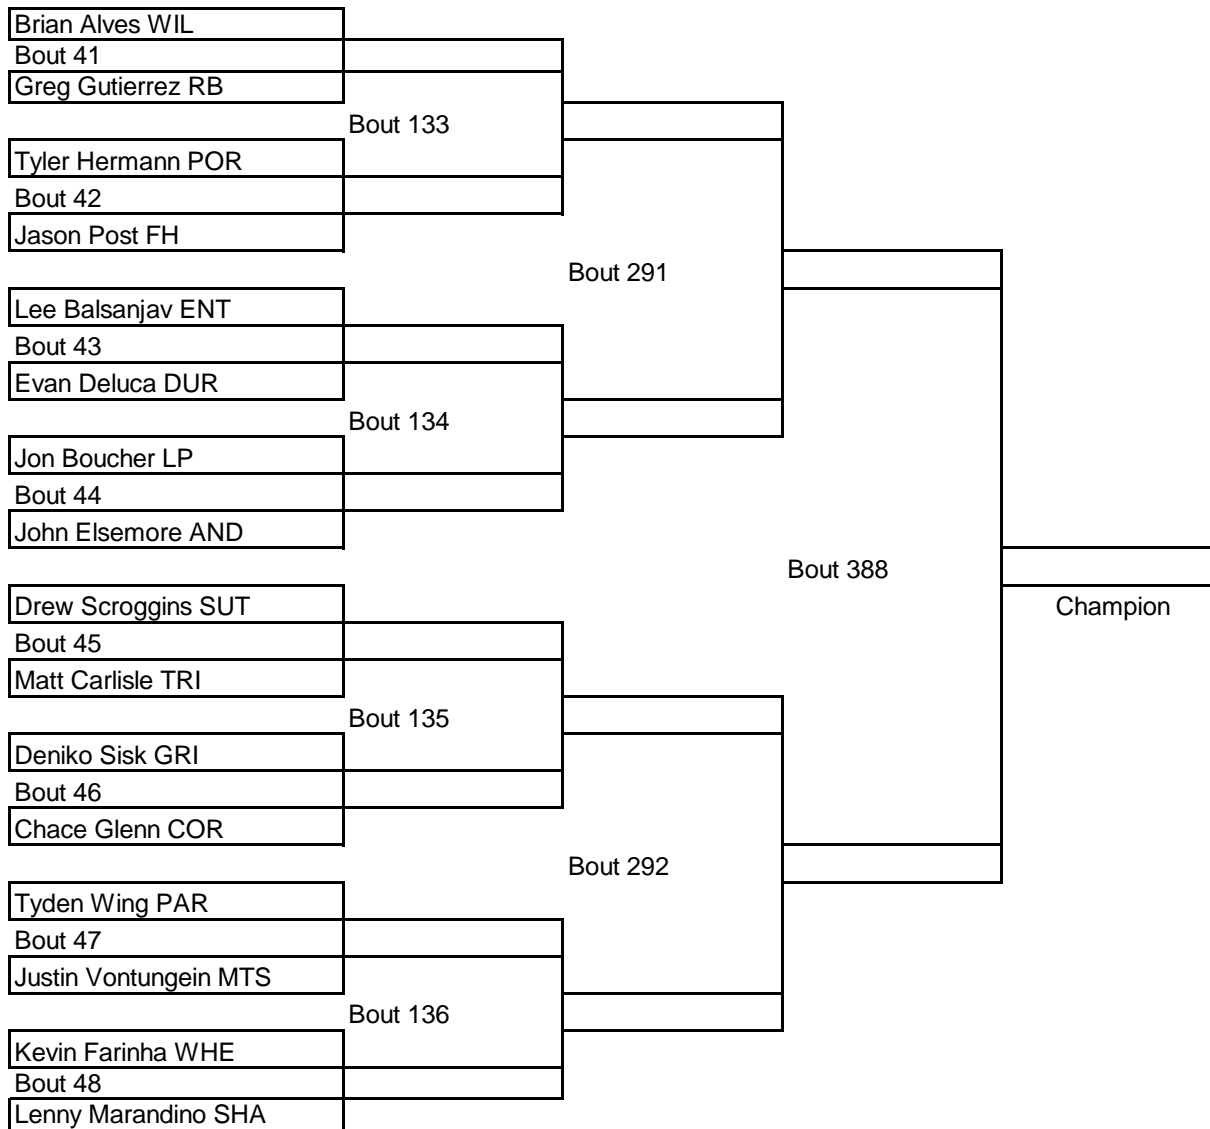 Brian Alves WIL
Bout 41
Greg Gutierrez RB
Bout 133
Tyler Hermann POR
Bout 42
Jason Post FH
Bout 291
Lee Balsanjav ENT
Bout 43
Evan Deluca DUR
Bout 134
Jon Boucher LP
Bout 44
John Elsemore AND
Bout 388
Drew Scroggins SUT
Champion
Bout 45
Matt Carlisle TRI
Bout 135
Deniko Sisk GRI
Bout 46
Chace Glenn COR
Bout 292
Tyden Wing PAR
Bout 47
Justin Vontungein MTS
Bout 136
Kevin Farinha WHE
Bout 48
Lenny Marandino SHA